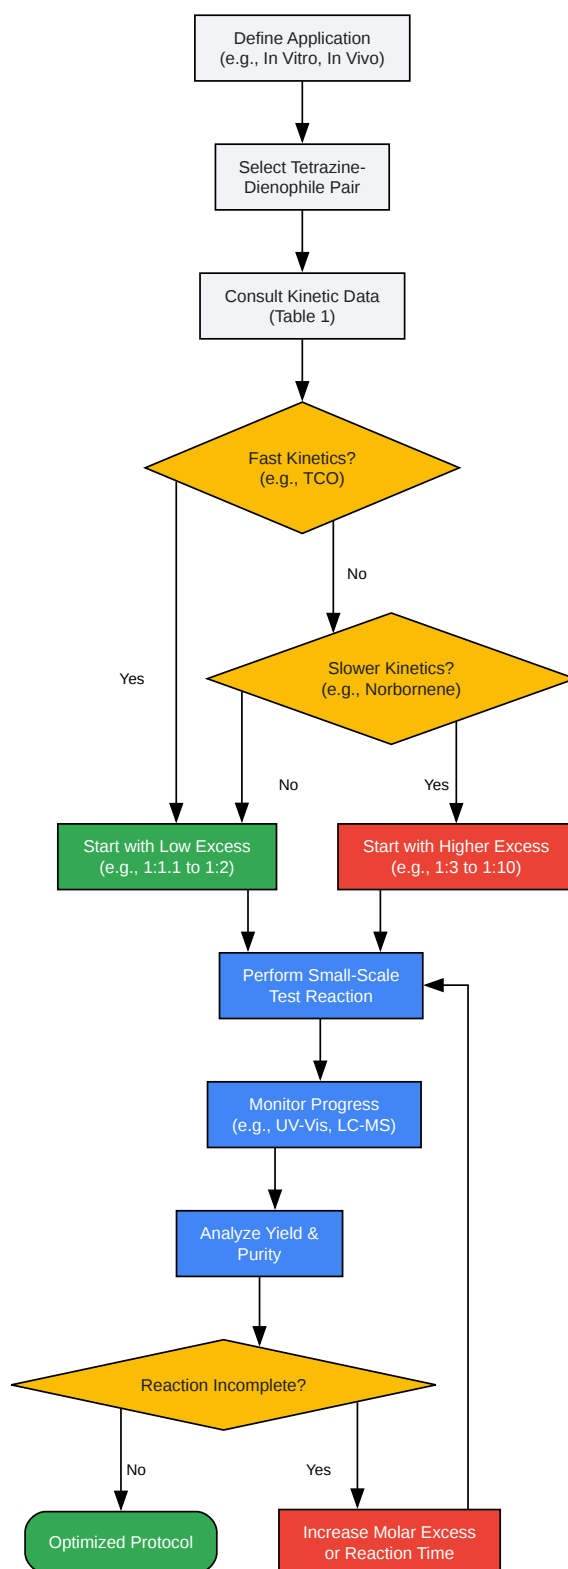 Define Application
(e.g., In Vitro, In Vivo)
Select Tetrazine-
Dienophile Pair
Consult Kinetic Data
(Table 1)
Fast Kinetics?
(e.g., TCO)
No
Slower Kinetics?
(e.g., Norbornene)
Yes
No
Yes
Start with Low Excess
(e.g., 1:1.1 to 1:2)
Start with Higher Excess
(e.g., 1:3 to 1:10)
Perform Small-Scale
Test Reaction
Monitor Progress
(e.g., UV-Vis, LC-MS)
Analyze Yield &
Purity
Reaction Incomplete?
No
Yes
Optimized Protocol
Increase Molar Excess
or Reaction Time